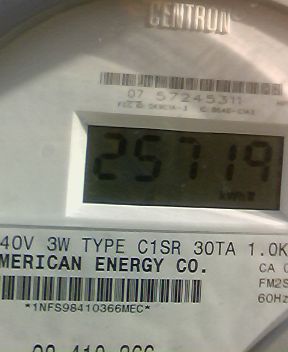 CENTRON
07 57245311
25719
kWh
40V 3W TYPE C1SR 30TA 1.0K
MERICAN ENERGY CO.
CA 0
FM2S
60Hz
*1NFS98410366MEC*